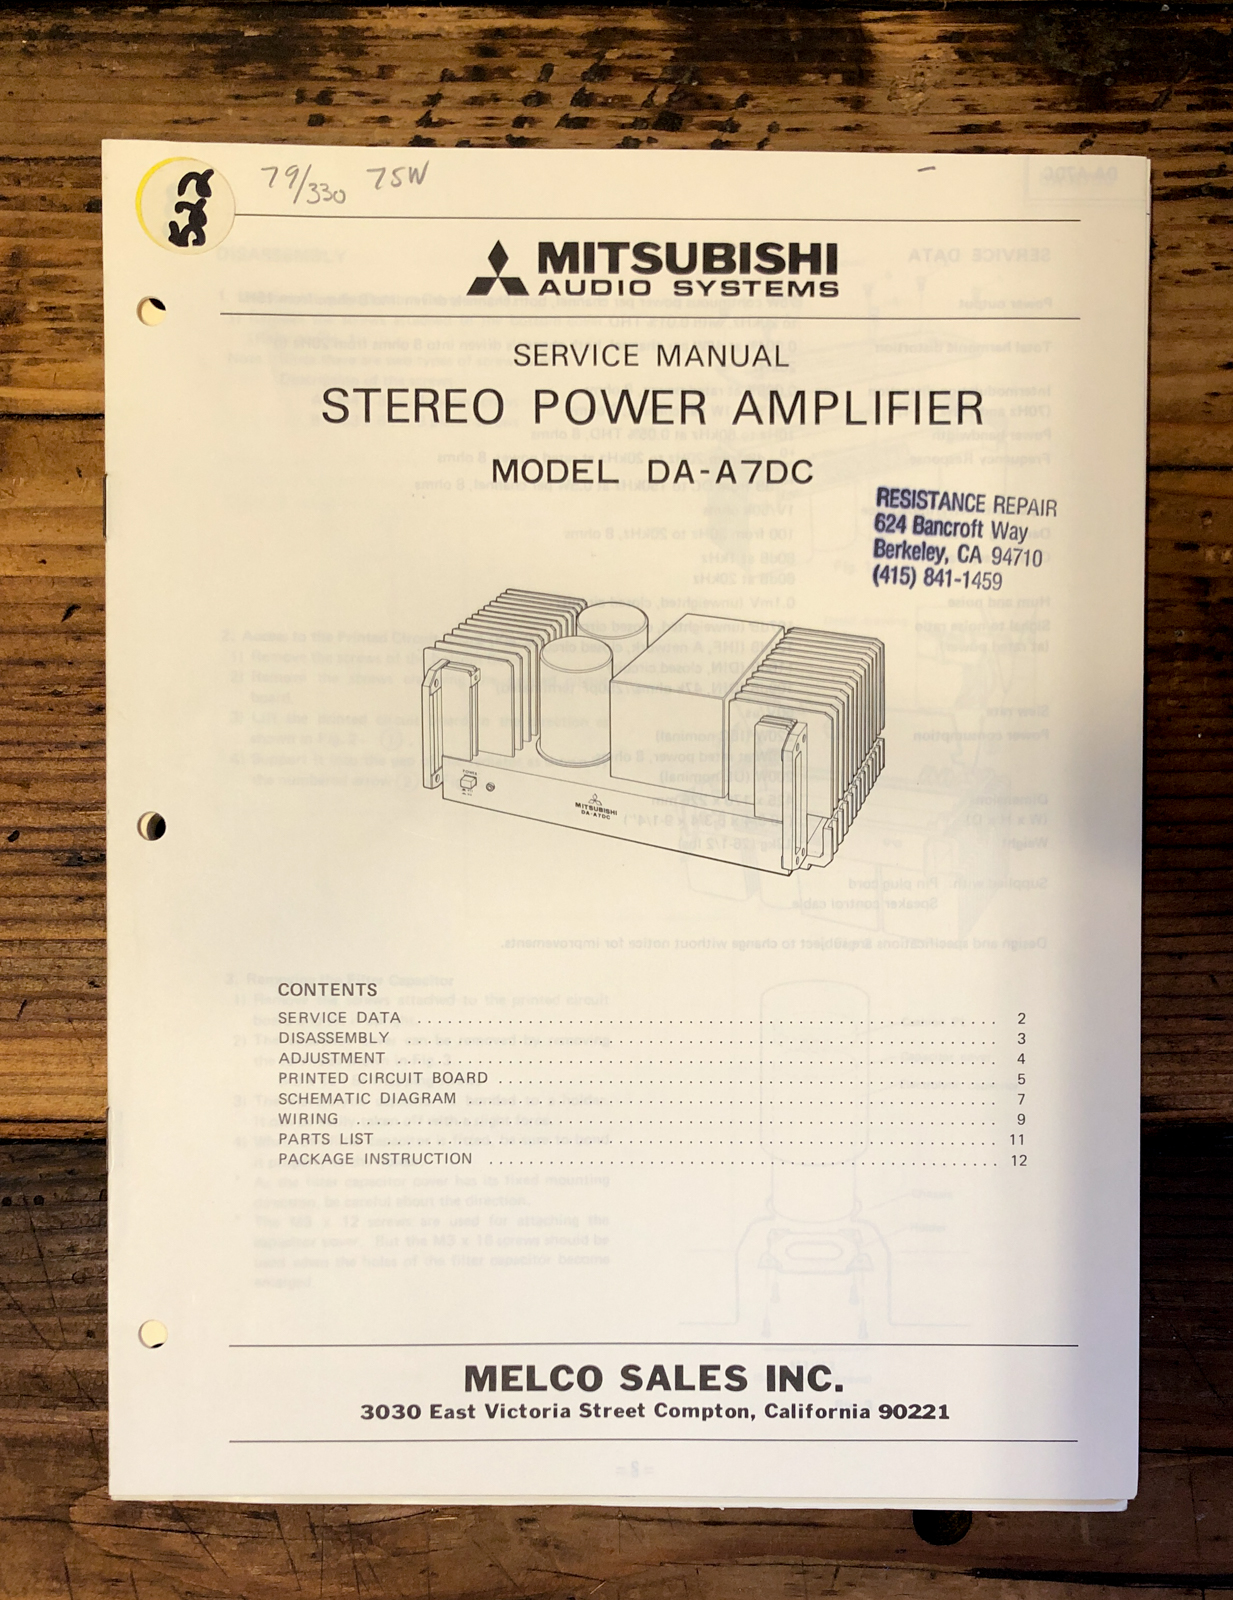 522
79/330 75W
MITSUBISHI
AUDIO SYSTEMS
SERVICE MANUAL
STEREO POWER AMPLIFIER
MODEL DA-A7DC
RESISTANCE REPAIR
624 Bancroft Way
Berkeley, CA 94710
(415) 841-1459
POWER
MITSUBISHI
DA-A7DC
CONTENTS
SERVICE DATA 2
DISASSEMBLY 3
ADJUSTMENT 4
PRINTED CIRCUIT BOARD 5
SCHEMATIC DIAGRAM 7
WIRING 9
PARTS LIST 11
PACKAGE INSTRUCTION 12
MELCO SALES INC.
3030 East Victoria Street Compton, California 90221